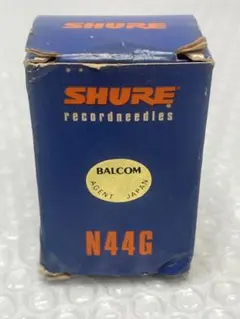 SHURE
recordneedles
BALCOM
AGENT JAPAN
N44G